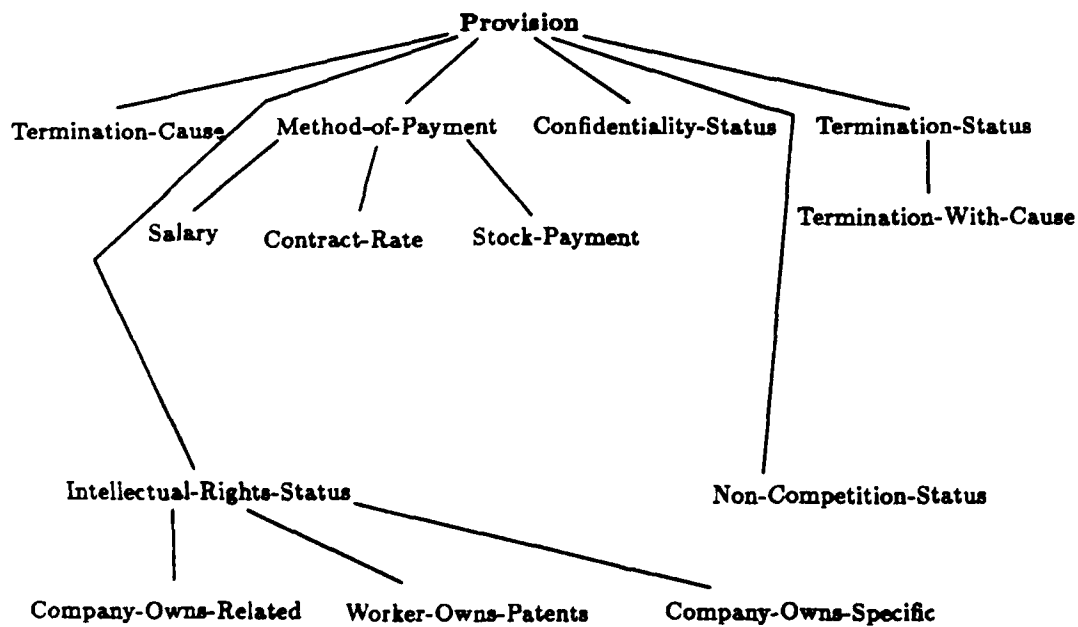 Provision
Termination-Cause Method-of-Payment Confidentiality-Status Termination-Status
Termination-With-Cause
Salary Contract-Rate Stock-Payment
Intellectual-Rights-Status Non-Competition-Status
Company-Owns-Related Worker-Owns-Patents Company-Owns-Specific